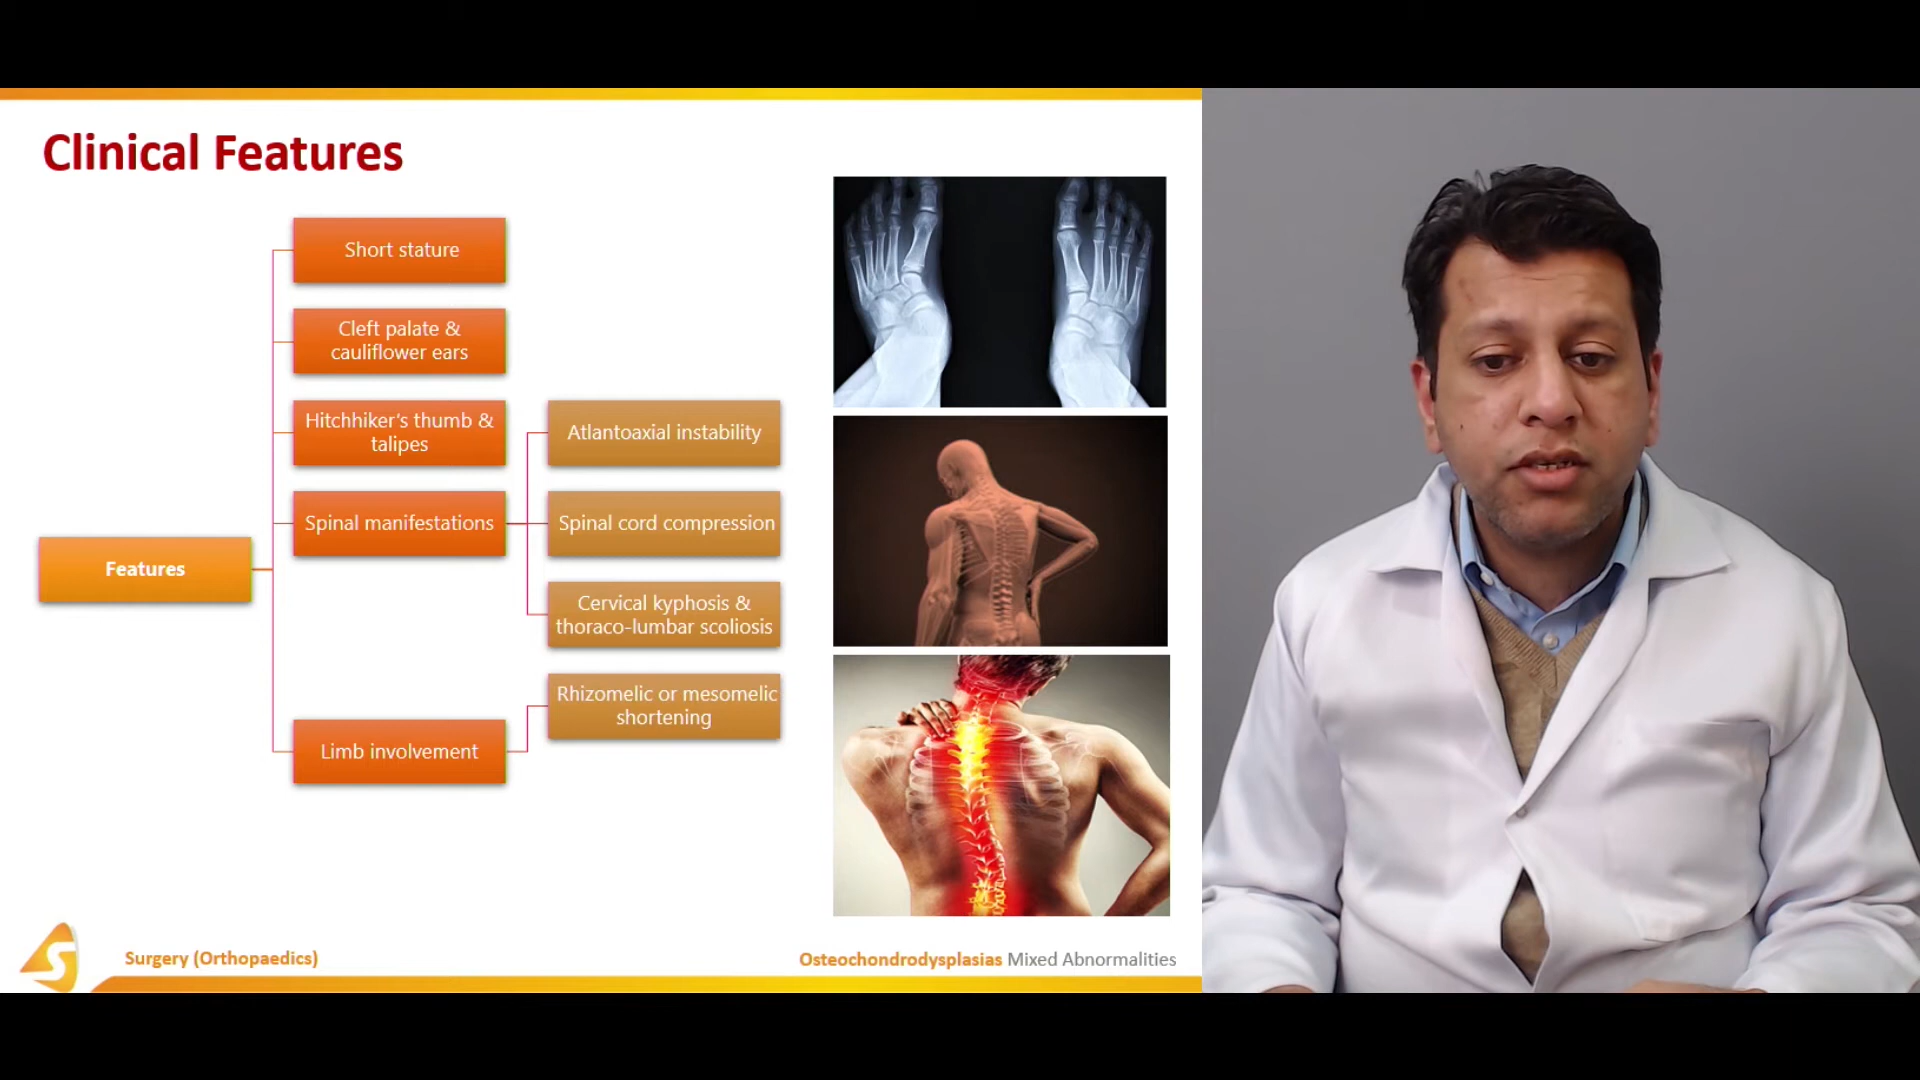 Clinical Features
Short stature
Cleft palate &
cauliflower ears
Hitchhiker's thumb &
talipes
Atlantoaxial instability
Spinal manifestations
Spinal cord compression
Features
Cervical kyphosis &
thoraco-lumbar scoliosis
Rhizomelic or mesomelic
shortening
Limb involvement
S
Surgery (Orthopaedics)
Osteochondrodysplasias Mixed Abnormalities